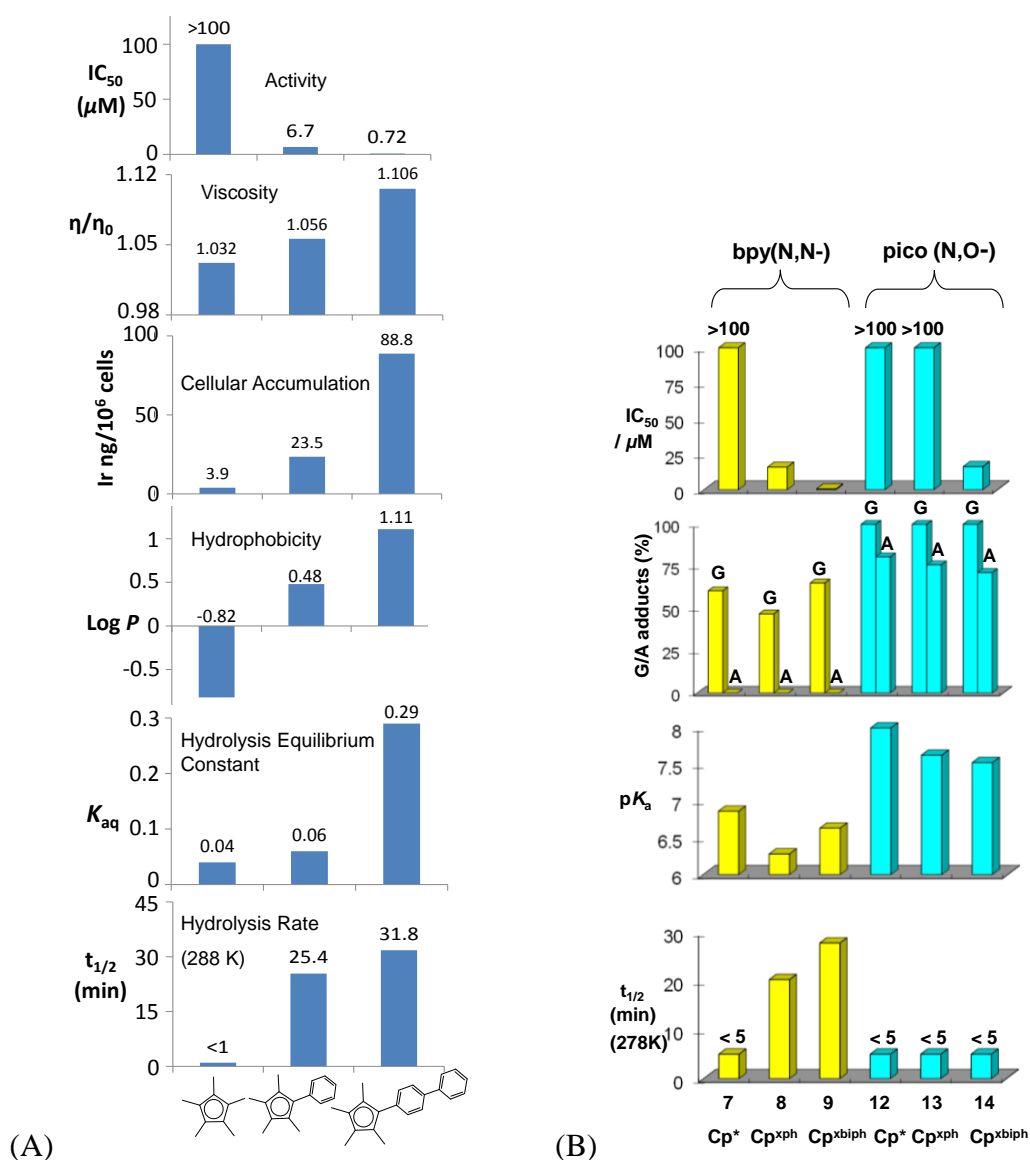 >100
100
IC50
(μM)
Activity
50
6.7
0.72
0
1.12
Viscosity
1.106
η/η0
1.05
1.032
1.056
0.98
100
88.8
Cellular Accumulation
Ir ng/10^6 cells
50
23.5
3.9
0
1
Hydrophobicity
1.11
0.5
0.48
Log P
0
-0.82
-0.5
0.3
Hydrolysis Equilibrium
Constant
0.29
0.2
Kaq
0.1
0.04
0.06
0
45
Hydrolysis Rate
(288 K)
31.8
30
25.4
t1/2
(min)
15
<1
0
(A)
bpy(N,N-)
pico (N,O-)
>100
>100
>100
100
75
IC50
/ μM
50
25
0
G/A adducts (%)
100
75
50
25
0
G
A
G
A
G
A
G
A
G
A
G
A
8
7.5
pKa
7
6.5
6
30
t1/2
(min)
(278K)
20
10
0
< 5
< 5
< 5
< 5
7
8
9
12
13
14
Cp*
Cpxph
Cpxbiph
Cp*
Cpxph
Cpxbiph
(B)